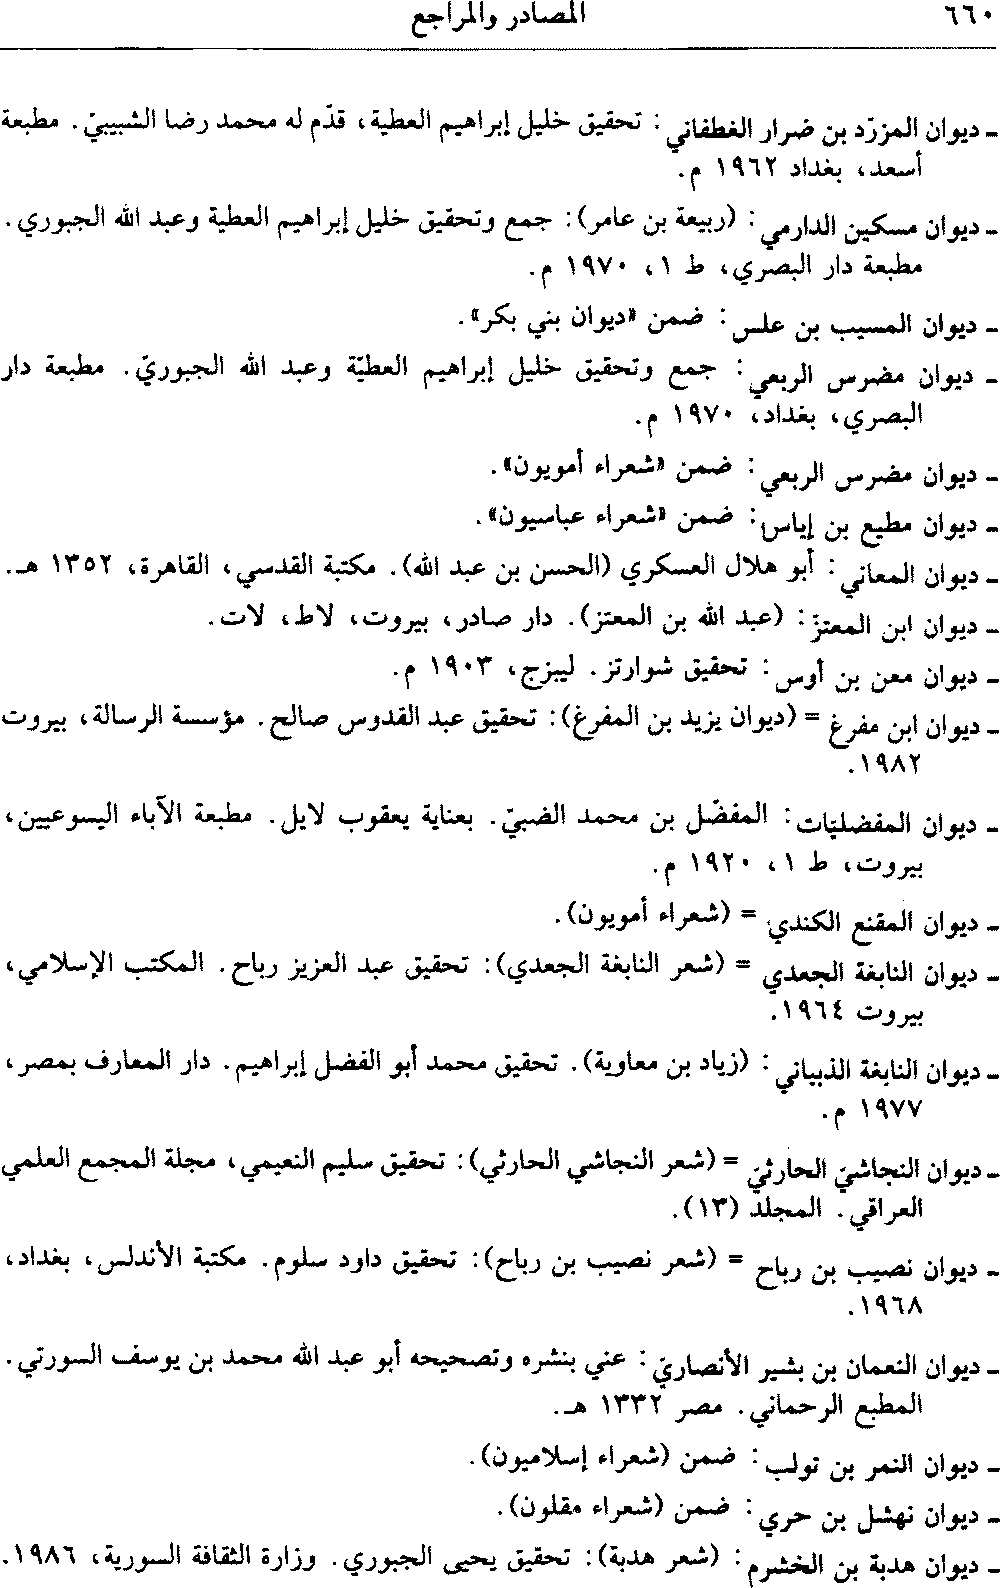 ٦٦٠
المصادر والمراجع
- ديوان المزرّد بن ضرار الغطفاني: تحقيق خليل إبراهيم العطية، قدّم له محمد رضا الشبيبيّ. مطبعة
أسعد، بغداد ١٩٦٢ م.
- ديوان مسكين الدارمي: (ربيعة بن عامر): جمع وتحقيق خليل إبراهيم العطية وعبد الله الجبوري.
مطبعة دار البصري، ط ١، ١٩٧٠ م.
- ديوان المسيب بن علس: ضمن «ديوان بني بكر».
- ديوان مضرس الربعي: جمع وتحقيق خليل إبراهيم العطيّة وعبد الله الجبوريّ. مطبعة دار
البصري، بغداد، ١٩٧٠ م.
- ديوان مضرس الربعي: ضمن «شعراء أمويون».
- ديوان مطيع بن إياس: ضمن «شعراء عباسيون».
- ديوان المعاني: أبو هلال العسكري (الحسن بن عبد الله). مكتبة القدسي، القاهرة، ١٣٥٢ هـ.
- ديوان ابن المعتزّ: (عبد الله بن المعتز). دار صادر، بيروت، لاط، لات.
- ديوان معن بن أوس: تحقيق شوارتز. ليبزج، ١٩٠٣ م.
- ديوان ابن مفرغ = (ديوان يزيد بن المفرغ): تحقيق عبد القدوس صالح. مؤسسة الرسالة، بيروت
١٩٨٢.
- ديوان المفضليّات: المفضّل بن محمد الضبيّ. بعناية يعقوب لايل. مطبعة الآباء اليسوعيين،
بيروت، ط ١، ١٩٢٠ م.
- ديوان المقنع الكندي = (شعراء أمويون).
- ديوان النابغة الجعدي = (شعر النابغة الجعدي): تحقيق عبد العزيز رباح. المكتب الإسلامي،
بيروت ١٩٦٤.
- ديوان النابغة الذبياني: (زياد بن معاوية). تحقيق محمد أبو الفضل إبراهيم. دار المعارف بمصر،
١٩٧٧ م.
- ديوان النجاشيّ الحارثيّ = (شعر النجاشي الحارثي): تحقيق سليم النعيمي، مجلة المجمع العلمي
العراقي. المجلد (١٣).
- ديوان نصيب بن رباح = (شعر نصيب بن رباح): تحقيق داود سلوم. مكتبة الأندلس، بغداد،
١٩٦٨.
- ديوان النعمان بن بشير الأنصاريّ: عني بنشره وتصحيحه أبو عبد الله محمد بن يوسف السورتي.
المطبع الرحماني. مصر ١٣٣٢ هـ.
- ديوان النمر بن تولب: ضمن (شعراء إسلاميون).
- ديوان نهشل بن حري: ضمن (شعراء مقلون).
- ديوان هدبة بن الخشرم: (شعر هدبة): تحقيق يحيى الجبوري. وزارة الثقافة السورية، ١٩٨٦.